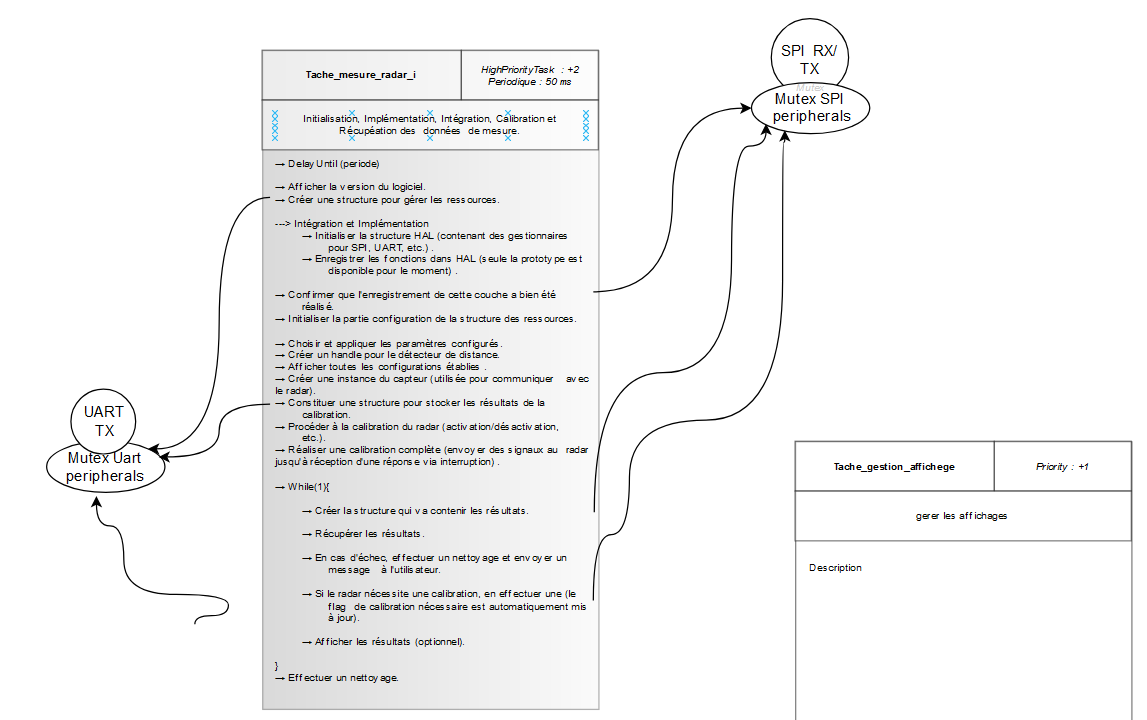 SPI RX/
TX
Mutex
Mutex SPI
peripherals
Tache_mesure_radar_i
HighPriorityTask : +2
Periodique : 50 ms
Initialisation, Implémentation, Intégration, Calibration et
Récupéation des données de mesure.
→ Delay Until (periode)
→ Afficher la version du logiciel.
→ Créer une structure pour gérer les ressources.
---> Intégration et Implémentation
→ Initialiser la structure HAL (contenant des gestionnaires
pour SPI, UART, etc.) .
→ Enregistrer les fonctions dans HAL (seule la prototype est
disponible pour le moment) .
→ Confirmer que l'enregistrement de cette couche a bien été
réalisé.
→ Initialiser la partie configuration de la structure des ressources.
→ Choisir et appliquer les paramètres configurés.
→ Créer un handle pour le détecteur de distance.
→ Afficher toutes les configurations établies .
→ Créer une instance du capteur (utilisée pour communiquer avec
le radar).
→ Constituer une structure pour stocker les résultats de la
calibration.
→ Procéder à la calibration du radar (activation/désactivation,
etc.).
→ Réaliser une calibration complète (envoyer des signaux au radar
jusqu'à réception d'une réponse via interruption) .
→ While(1){
→ Créer la structure qui va contenir les résultats.
→ Récupérer les résultats.
→ En cas d'échec, effectuer un nettoyage et envoyer un
message à l'utilisateur.
→ Si le radar nécessite une calibration, en effectuer une (le
flag de calibration nécessaire est automatiquement mis
à jour).
→ Afficher les résultats (optionnel).
}
→ Effectuer un nettoyage.
UART
TX
Mutex Uart
peripherals
Tache_gestion_affichege
Priority : +1
gerer les affichages
Description